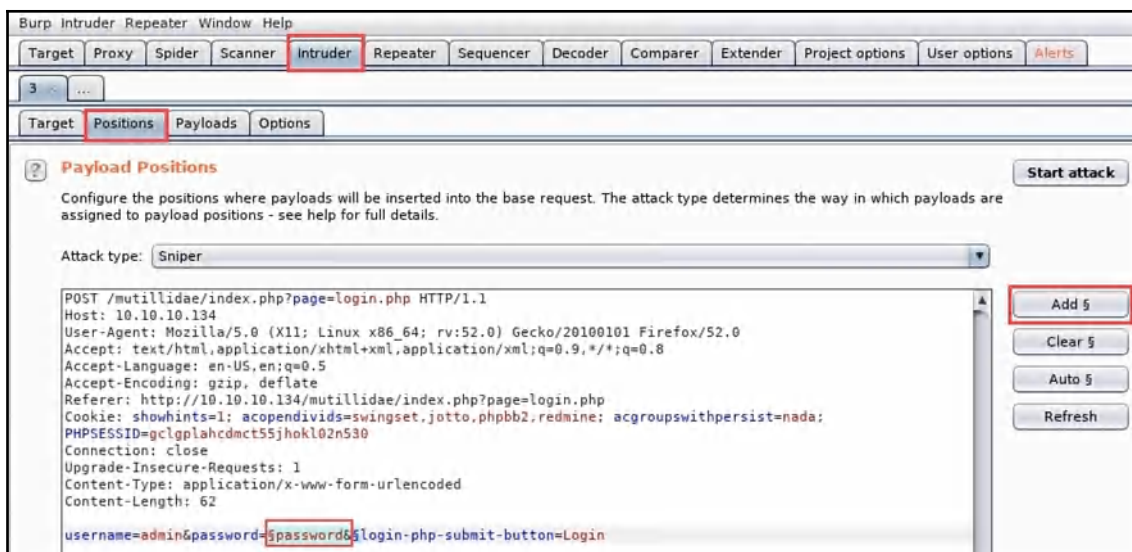 Burp Intruder Repeater Window Help
Target Proxy Spider Scanner Intruder Repeater Sequencer Decoder Comparer Extender Project options User options Alerts
3 × ...
Target Positions Payloads Options
? Payload Positions
Start attack
Configure the positions where payloads will be inserted into the base request. The attack type determines the way in which payloads are
assigned to payload positions - see help for full details.
Attack type: Sniper
POST /mutillidae/index.php?page=login.php HTTP/1.1
Host: 10.10.10.134
User-Agent: Mozilla/5.0 (X11; Linux x86_64; rv:52.0) Gecko/20100101 Firefox/52.0
Accept: text/html,application/xhtml+xml,application/xml;q=0.9,*/*;q=0.8
Accept-Language: en-US,en;q=0.5
Accept-Encoding: gzip, deflate
Referer: http://10.10.10.134/mutillidae/index.php?page=login.php
Cookie: showhints=1; acopendivids=swingset,jotto,phpbb2,redmine; acgroupswithpersist=nada;
PHPSESSID=gclgplahcdmct55jhokl02n530
Connection: close
Upgrade-Insecure-Requests: 1
Content-Type: application/x-www-form-urlencoded
Content-Length: 62
username=admin&password=§password&§login-php-submit-button=Login
Add §
Clear §
Auto §
Refresh